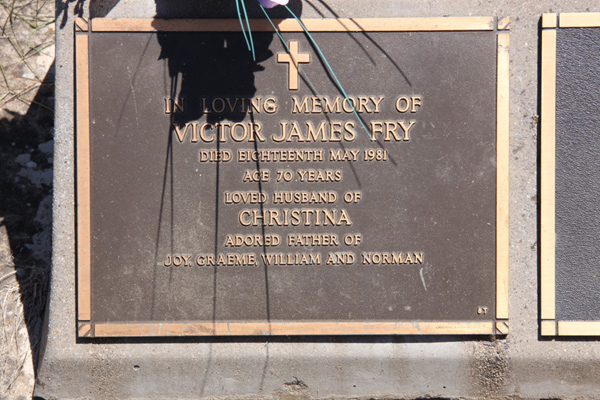 IN LOVING MEMORY OF
VICTOR JAMES FRY
DIED EIGHTEENTH MAY 1981
AGE 70 YEARS
LOVED HUSBAND OF
CHRISTINA
ADORED FATHER OF
JOY, GRAEME, WILLIAM AND NORMAN